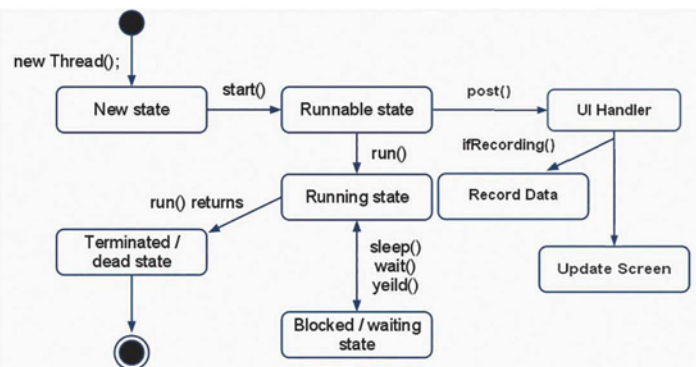 new Thread();
New state
start()
Runnable state
post()
UI Handler
run()
ifRecording()
run() returns
Running state
Record Data
Terminated /
dead state
sleep()
wait()
yeild()
Update Screen
Blocked / waiting
state